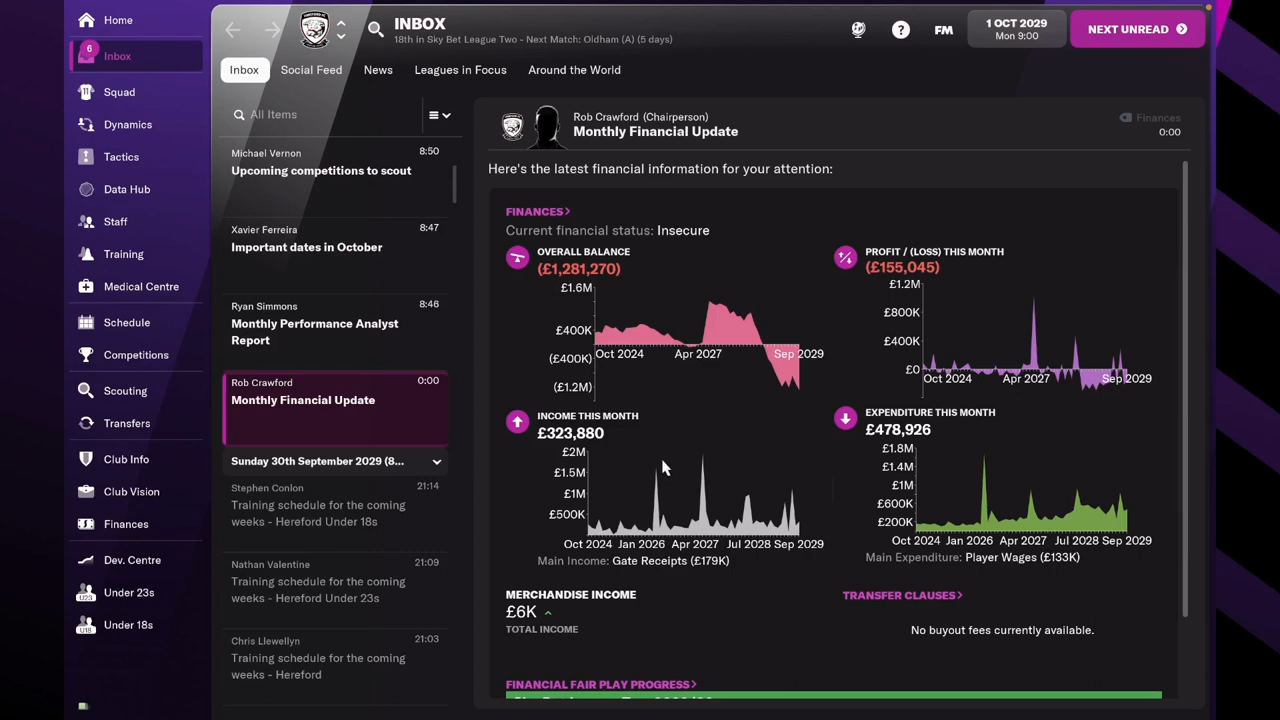 Home
6
Inbox
Squad
Dynamics
Tactics
Data Hub
Staff
Training
Medical Centre
Schedule
Competitions
Scouting
Transfers
Club Info
Club Vision
Finances
Dev. Centre
U23
Under 23s
U18
Under 18s
INBOX
18th in Sky Bet League Two - Next Match: Oldham (A) (5 days)
?
FM
1 OCT 2029
Mon 9:00
NEXT UNREAD
Inbox
Social Feed
News
Leagues in Focus
Around the World
All Items
Michael Vernon
8:50
Upcoming competitions to scout
Xavier Ferreira
8:47
Important dates in October
Ryan Simmons
8:46
Monthly Performance Analyst
Report
Rob Crawford
0:00
Monthly Financial Update
Sunday 30th September 2029 (8...
Stephen Conlon
21:14
Training schedule for the coming
weeks - Hereford Under 18s
Nathan Valentine
21:09
Training schedule for the coming
weeks - Hereford Under 23s
Chris Llewellyn
21:03
Training schedule for the coming
weeks - Hereford
Rob Crawford (Chairperson)
Monthly Financial Update
Finances
0:00
Here's the latest financial information for your attention:
FINANCES>
Current financial status: Insecure
OVERALL BALANCE
(£1,281,270)
£1.6M
£400K
(£400K)
(£1.2M)
Oct 2024
Apr 2027
Sep 2029
PROFIT / (LOSS) THIS MONTH
(£155,045)
£1.2M
£800K
£400K
£0
Oct 2024
Apr 2027
Sep 2029
INCOME THIS MONTH
£323,880
£2M
£1.5M
£1M
£500K
Oct 2024
Jan 2026
Apr 2027
Jul 2028
Sep 2029
Main Income: Gate Receipts (£179K)
EXPENDITURE THIS MONTH
£478,926
£1.8M
£1.4M
£1M
£600K
£200K
Oct 2024
Jan 2026
Apr 2027
Jul 2028
Sep 2029
Main Expenditure: Player Wages (£133K)
MERCHANDISE INCOME
£6K
TOTAL INCOME
TRANSFER CLAUSES>
No buyout fees currently available.
FINANCIAL FAIR PLAY PROGRESS>